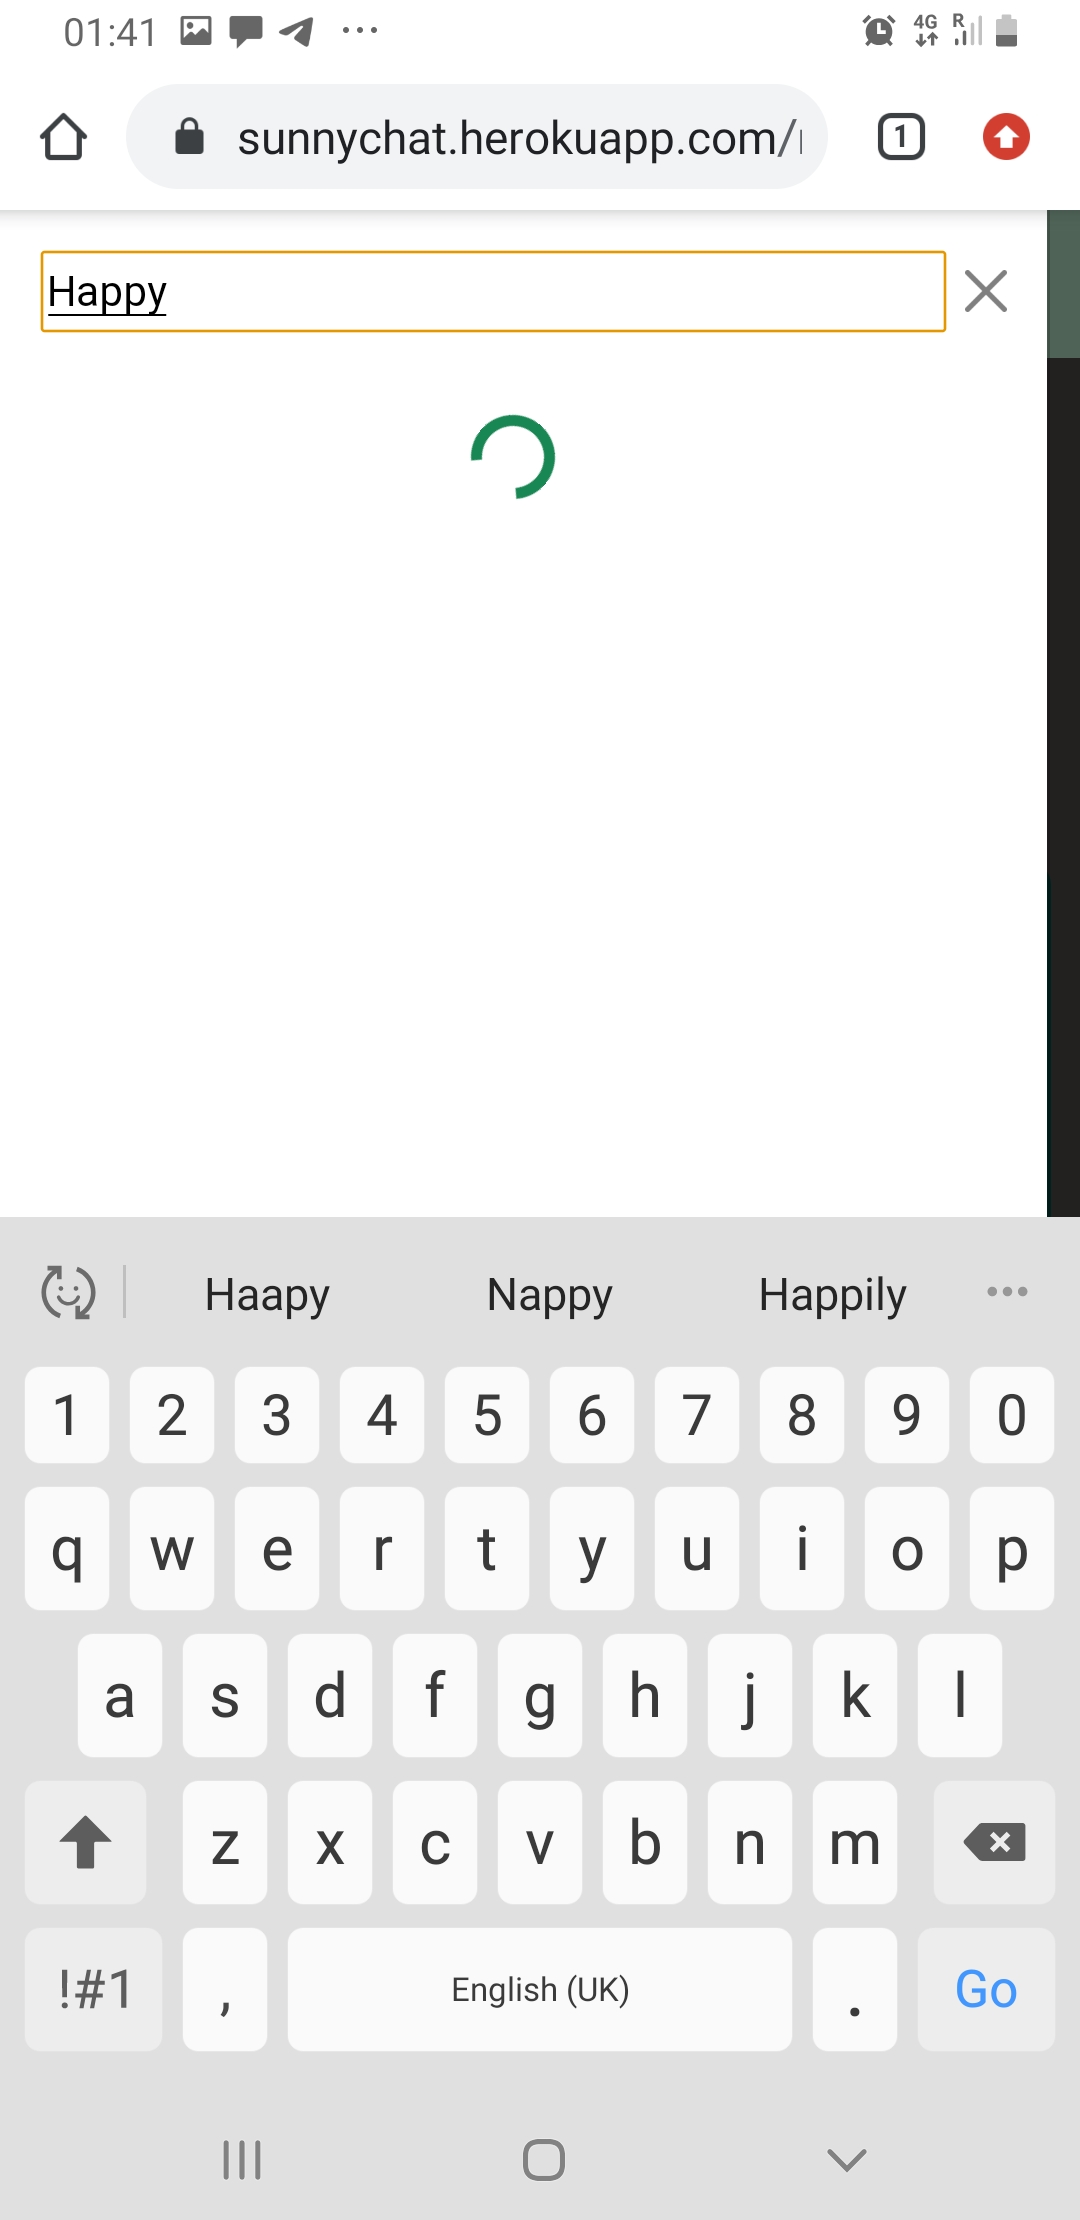 01:41
4G R
sunnychat.herokuapp.com/
1
Happy
Haapy Nappy Happily
1 2 3 4 5 6 7 8 9 0
q w e r t y u i o p
a s d f g h j k l
z x c v b n m
!#1 , English (UK) . Go